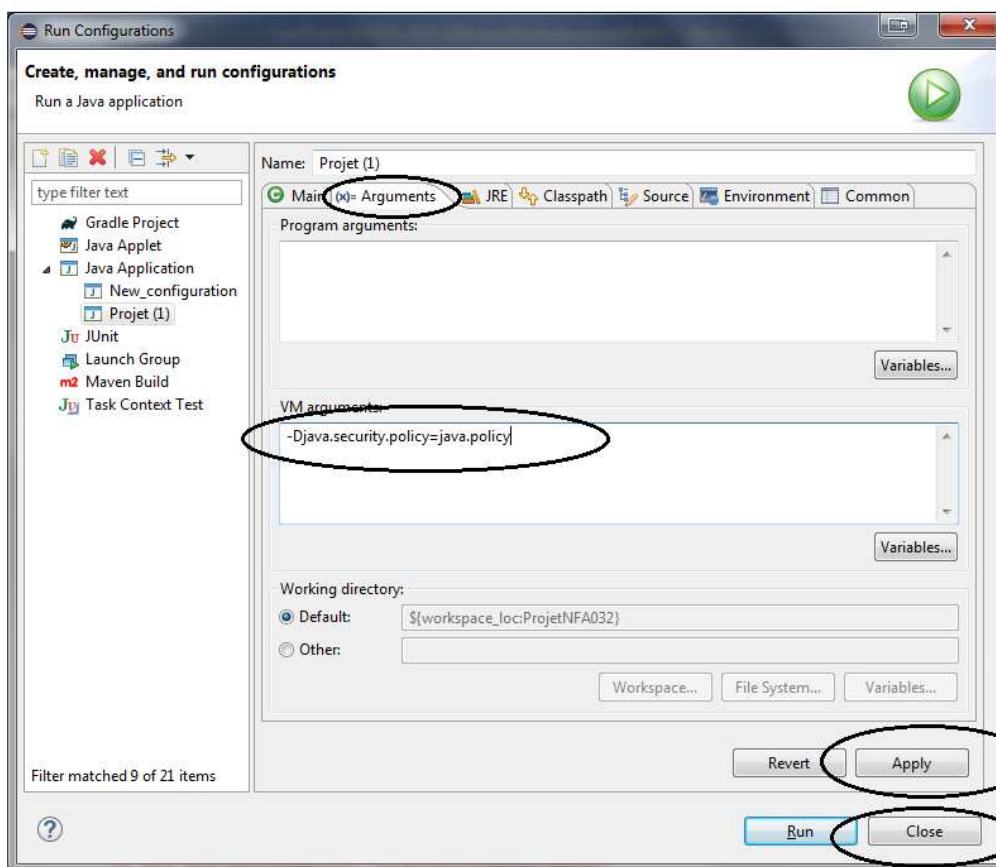 Run Configurations
Create, manage, and run configurations
Run a Java application
type filter text
Gradle Project
Java Applet
Java Application
New_configuration
Projet (1)
Ju JUnit
Launch Group
m2 Maven Build
Ju Task Context Test
Filter matched 9 of 21 items
Name: Projet (1)
Main (x)= Arguments JRE Classpath Source Environment Common
Program arguments:
Variables...
VM arguments:
-Djava.security.policy=java.policy
Variables...
Working directory:
Default: ${workspace_loc:ProjetNFA032}
Other:
Workspace... File System... Variables...
Revert Apply
? Run Close